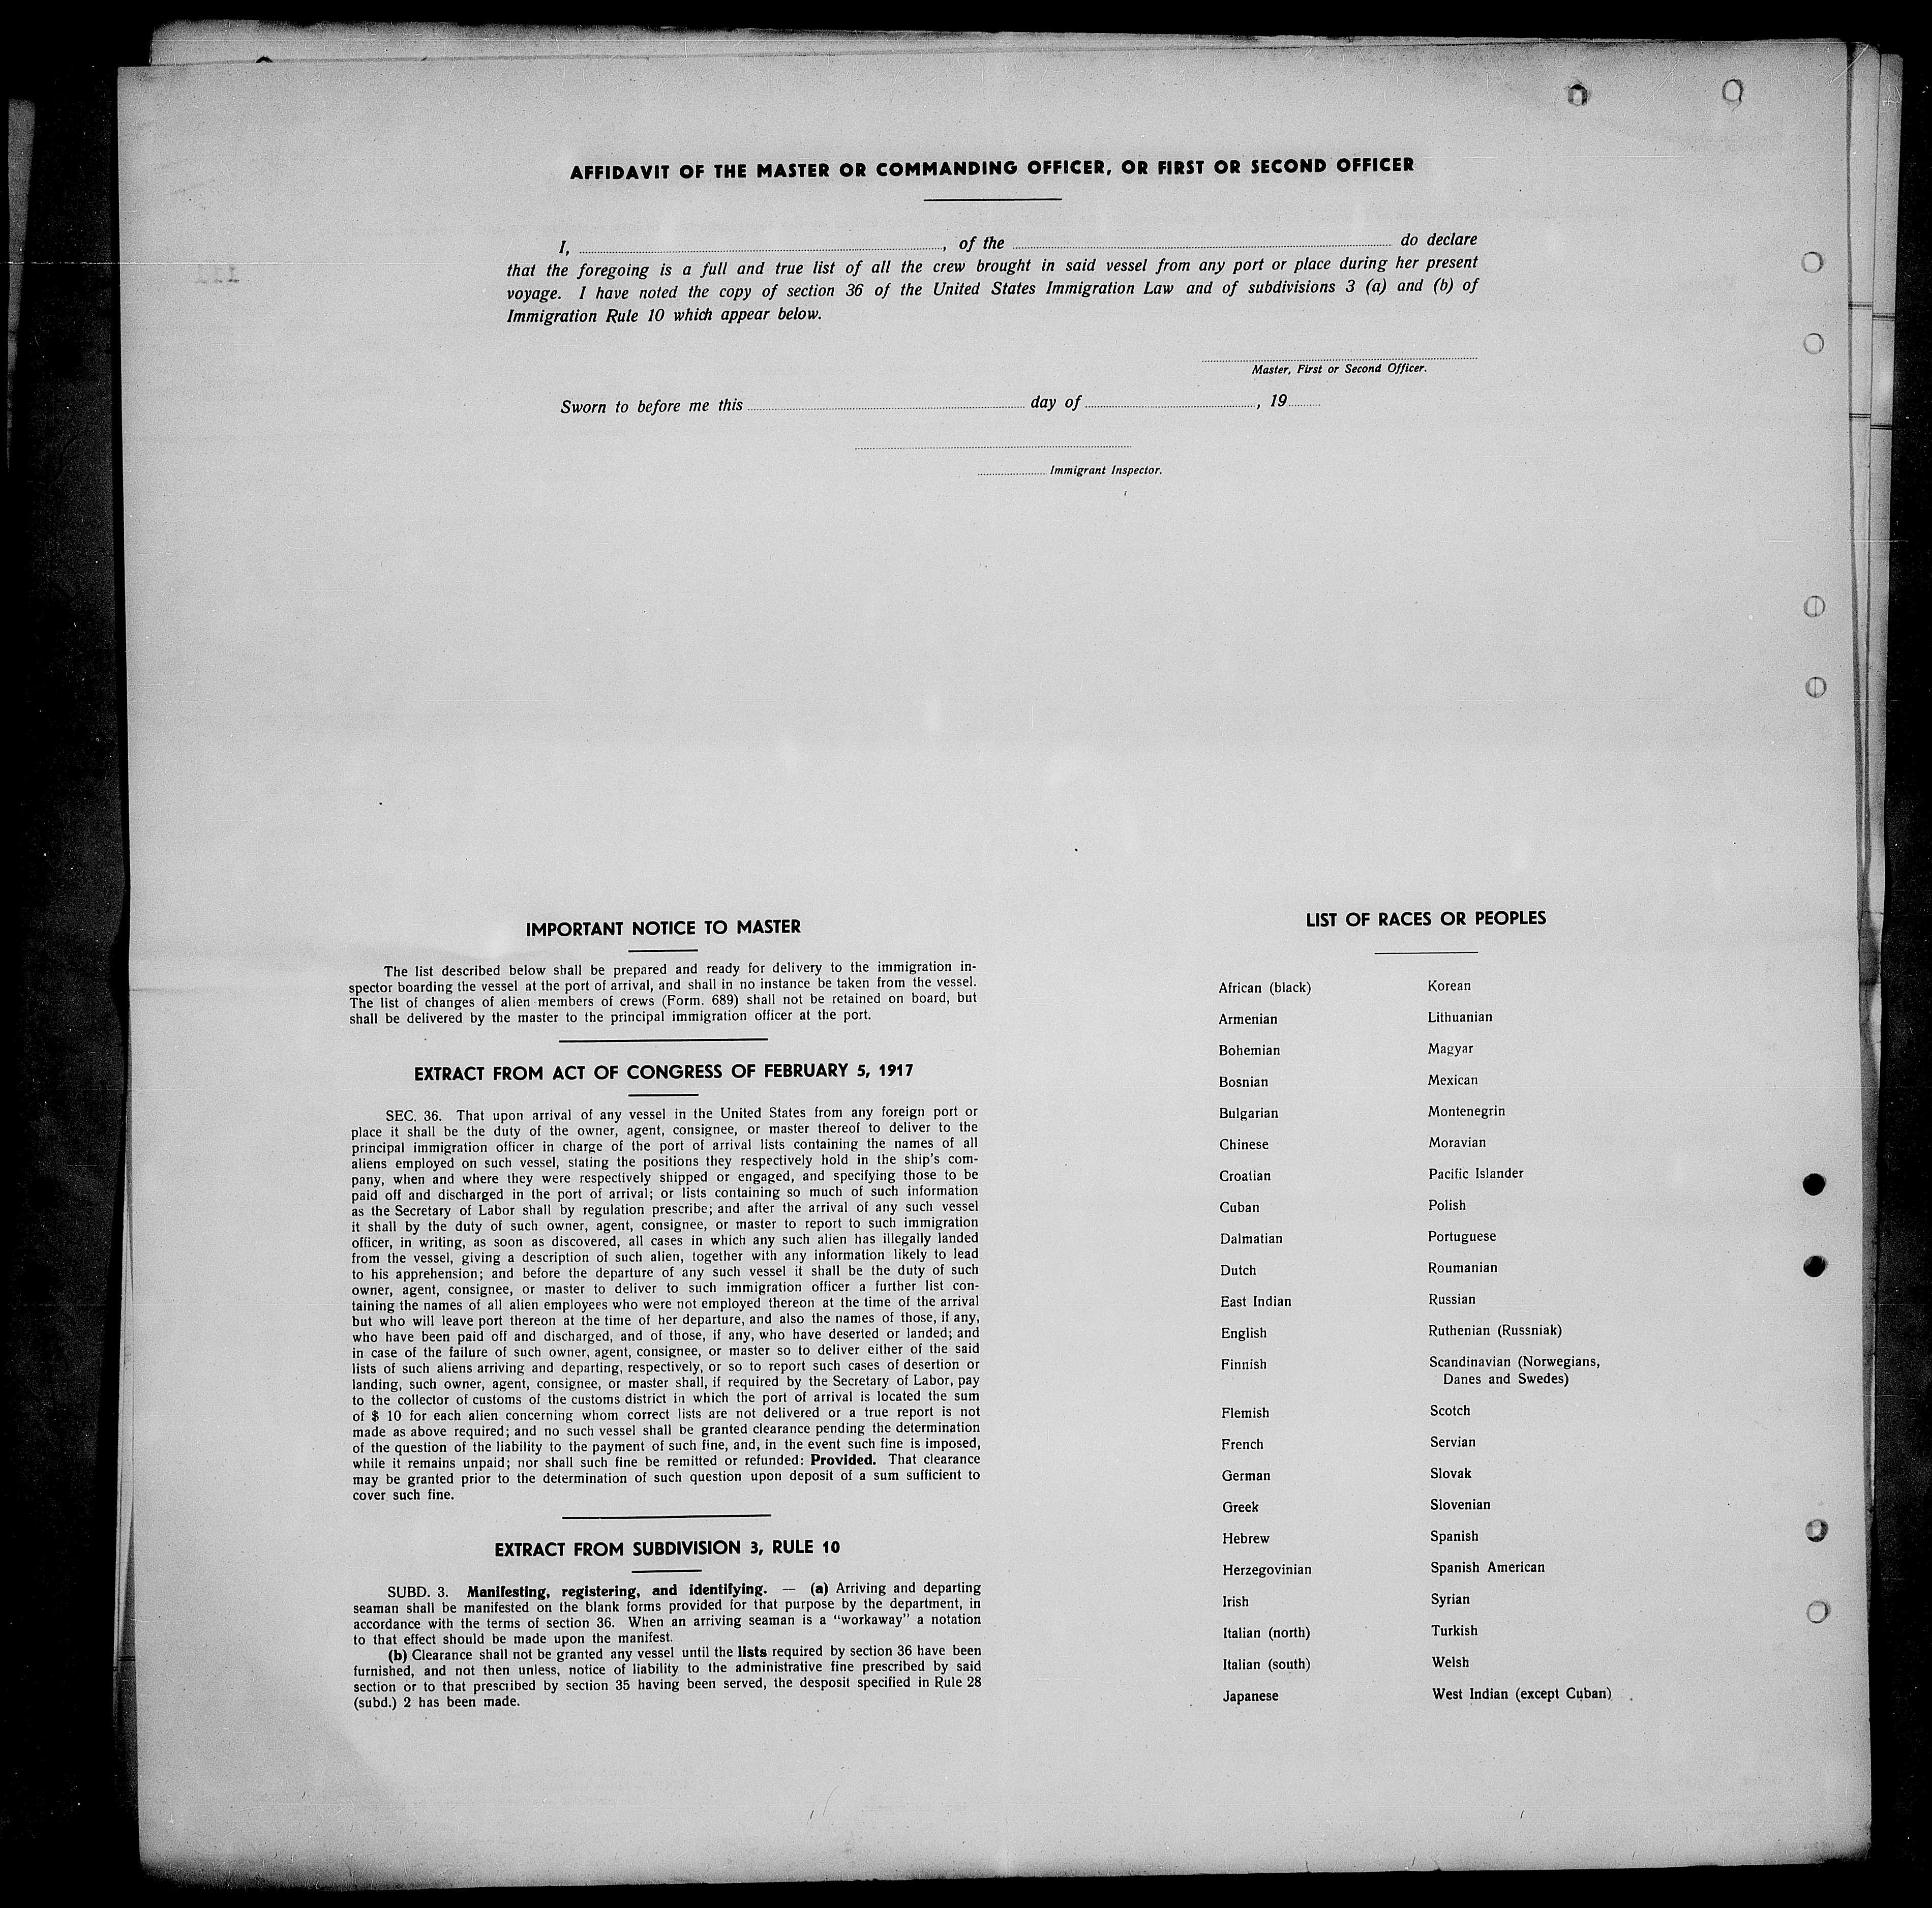 AFFIDAVIT OF THE MASTER OR COMMANDING OFFICER, OR FIRST OR SECOND OFFICER
I, , of the do declare
that the foregoing is a full and true list of all the crew brought in said vessel from any port or place during her present
voyage. I have noted the copy of section 36 of the United States Immigration Law and of subdivisions 3 (a) and (b) of
Immigration Rule 10 which appear below.
Master, First or Second Officer.
Sworn to before me this day of , 19
Immigrant Inspector.
IMPORTANT NOTICE TO MASTER
The list described below shall be prepared and ready for delivery to the immigration in-
spector boarding the vessel at the port of arrival, and shall in no instance be taken from the vessel.
The list of changes of alien members of crews (Form. 689) shall not be retained on board, but
shall be delivered by the master to the principal immigration officer at the port.
EXTRACT FROM ACT OF CONGRESS OF FEBRUARY 5, 1917
SEC. 36. That upon arrival of any vessel in the United States from any foreign port or
place it shall be the duty of the owner, agent, consignee, or master thereof to deliver to the
principal immigration officer in charge of the port of arrival lists containing the names of all
aliens employed on such vessel, stating the positions they respectively hold in the ship's com-
pany, when and where they were respectively shipped or engaged, and specifying those to be
paid off and discharged in the port of arrival; or lists containing so much of such information
as the Secretary of Labor shall by regulation prescribe; and after the arrival of any such vessel
it shall by the duty of such owner, agent, consignee, or master to report to such immigration
officer, in writing, as soon as discovered, all cases in which any such alien has illegally landed
from the vessel, giving a description of such alien, together with any information likely to lead
to his apprehension; and before the departure of any such vessel it shall be the duty of such
owner, agent, consignee, or master to deliver to such immigration officer a further list con-
taining the names of all alien employees who were not employed thereon at the time of the arrival
but who will leave port thereon at the time of her departure, and also the names of those, if any,
who have been paid off and discharged, and of those, if any, who have deserted or landed; and
in case of the failure of such owner, agent, consignee, or master so to deliver either of the said
lists of such aliens arriving and departing, respectively, or so to report such cases of desertion or
landing, such owner, agent, consignee, or master shall, if required by the Secretary of Labor, pay
to the collector of customs of the customs district in which the port of arrival is located the sum
of $ 10 for each alien concerning whom correct lists are not delivered or a true report is not
made as above required; and no such vessel shall be granted clearance pending the determination
of the question of the liability to the payment of such fine, and, in the event such fine is imposed,
while it remains unpaid; nor shall such fine be remitted or refunded: Provided. That clearance
may be granted prior to the determination of such question upon deposit of a sum sufficient to
cover such fine.
EXTRACT FROM SUBDIVISION 3, RULE 10
SUBD. 3. Manifesting, registering, and identifying. — (a) Arriving and departing
seaman shall be manifested on the blank forms provided for that purpose by the department, in
accordance with the terms of section 36. When an arriving seaman is a "workaway" a notation
to that effect should be made upon the manifest.
(b) Clearance shall not be granted any vessel until the lists required by section 36 have been
furnished, and not then unless, notice of liability to the administrative fine prescribed by said
section or to that prescribed by section 35 having been served, the desposit specified in Rule 28
(subd.) 2 has been made.
LIST OF RACES OR PEOPLES
African (black)
Armenian
Bohemian
Bosnian
Bulgarian
Chinese
Croatian
Cuban
Dalmatian
Dutch
East Indian
English
Finnish
Flemish
French
German
Greek
Hebrew
Herzegovinian
Irish
Italian (north)
Italian (south)
Japanese
Korean
Lithuanian
Magyar
Mexican
Montenegrin
Moravian
Pacific Islander
Polish
Portuguese
Roumanian
Russian
Ruthenian (Russniak)
Scandinavian (Norwegians,
Danes and Swedes)
Scotch
Servian
Slovak
Slovenian
Spanish
Spanish American
Syrian
Turkish
Welsh
West Indian (except Cuban)